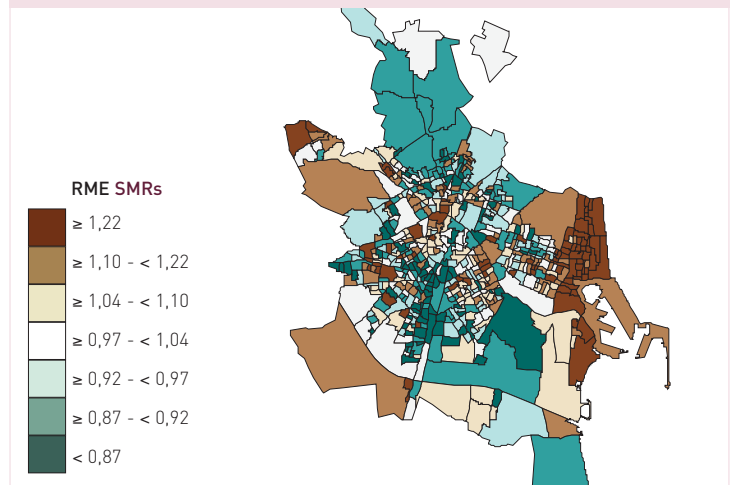 RME SMRs
≥ 1,22
≥ 1,10 - < 1,22
≥ 1,04 - < 1,10
≥ 0,97 - < 1,04
≥ 0,92 - < 0,97
≥ 0,87 - < 0,92
< 0,87